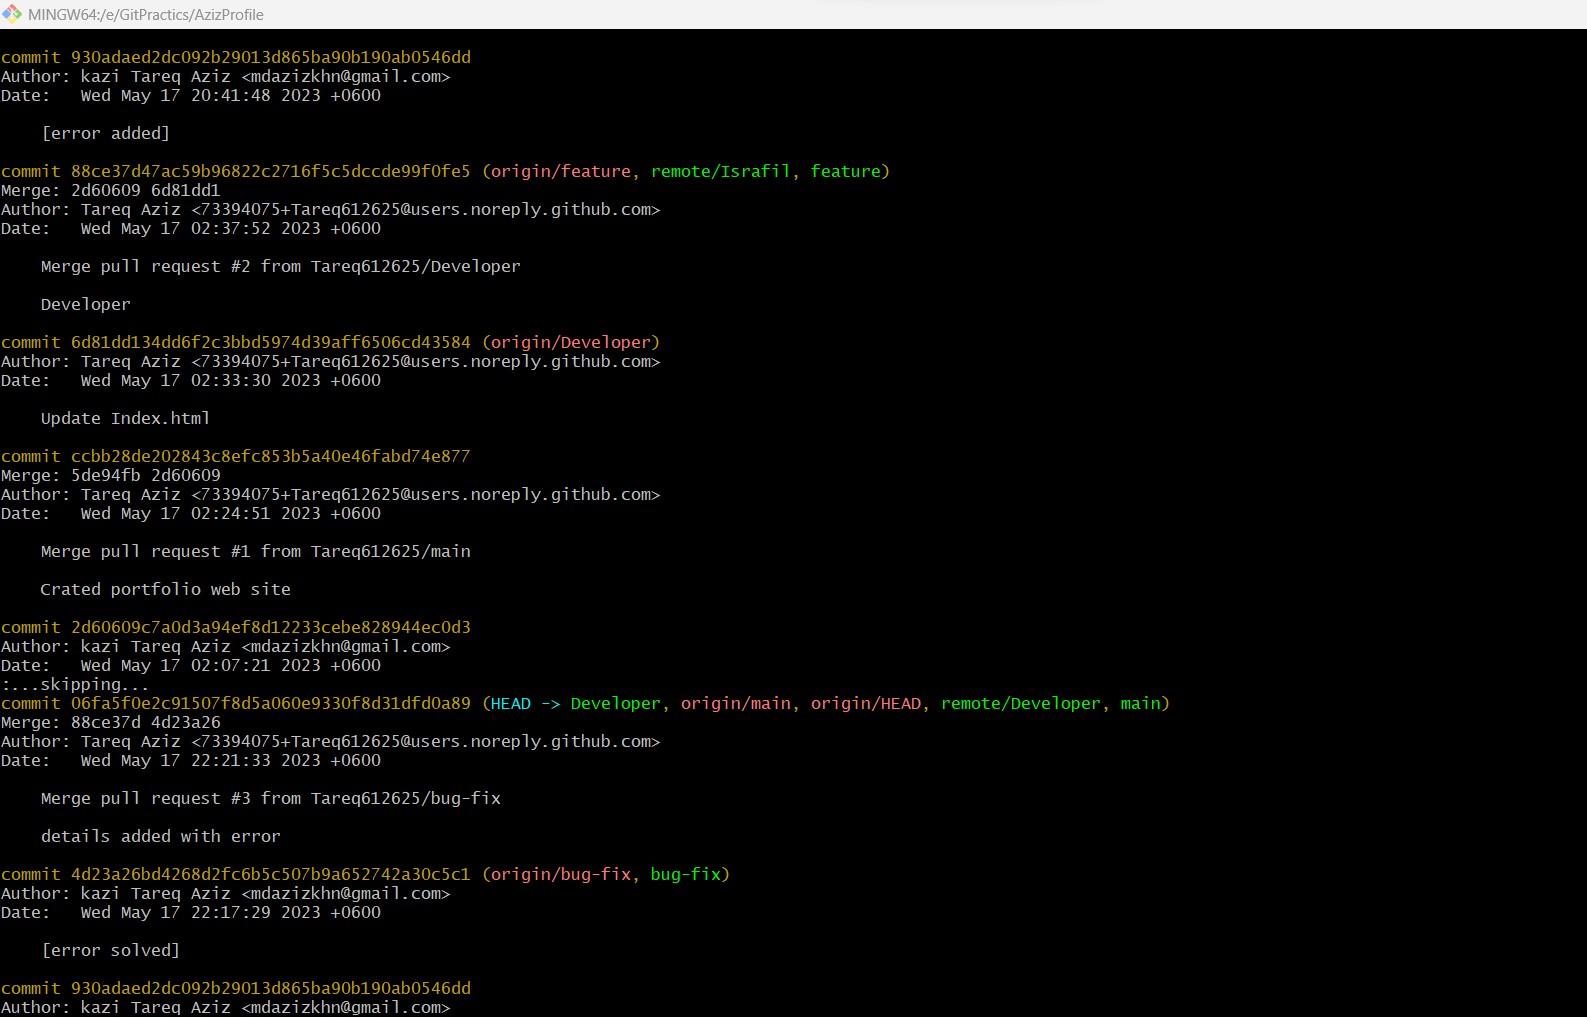 MINGW64:/e/GitPractics/AzizProfile
commit 930adaed2dc092b29013d865ba90b190ab0546dd
Author: kazi Tareq Aziz <mdazizkhn@gmail.com>
Date:   Wed May 17 20:41:48 2023 +0600
[error added]
commit 88ce37d47ac59b96822c2716f5c5dccde99f0fe5 (origin/feature, remote/Israfil, feature)
Merge: 2d60609 6d81dd1
Author: Tareq Aziz <73394075+Tareq612625@users.noreply.github.com>
Date:   Wed May 17 02:37:52 2023 +0600
Merge pull request #2 from Tareq612625/Developer
Developer
commit 6d81dd134dd6f2c3bbd5974d39aff6506cd43584 (origin/Developer)
Author: Tareq Aziz <73394075+Tareq612625@users.noreply.github.com>
Date:   Wed May 17 02:33:30 2023 +0600
Update Index.html
commit ccbb28de202843c8efc853b5a40e46fabd74e877
Merge: 5de94fb 2d60609
Author: Tareq Aziz <73394075+Tareq612625@users.noreply.github.com>
Date:   Wed May 17 02:24:51 2023 +0600
Merge pull request #1 from Tareq612625/main
Crated portfolio web site
commit 2d60609c7a0d3a94ef8d12233cebe828944ec0d3
Author: kazi Tareq Aziz <mdazizkhn@gmail.com>
Date:   Wed May 17 02:07:21 2023 +0600
:...skipping...
commit 06fa5f0e2c91507f8d5a060e9330f8d31dfd0a89 (HEAD -> Developer, origin/main, origin/HEAD, remote/Developer, main)
Merge: 88ce37d 4d23a26
Author: Tareq Aziz <73394075+Tareq612625@users.noreply.github.com>
Date:   Wed May 17 22:21:33 2023 +0600
Merge pull request #3 from Tareq612625/bug-fix
details added with error
commit 4d23a26bd4268d2fc6b5c507b9a652742a30c5c1 (origin/bug-fix, bug-fix)
Author: kazi Tareq Aziz <mdazizkhn@gmail.com>
Date:   Wed May 17 22:17:29 2023 +0600
[error solved]
commit 930adaed2dc092b29013d865ba90b190ab0546dd
Author: kazi Tareq Aziz <mdazizkhn@gmail.com>